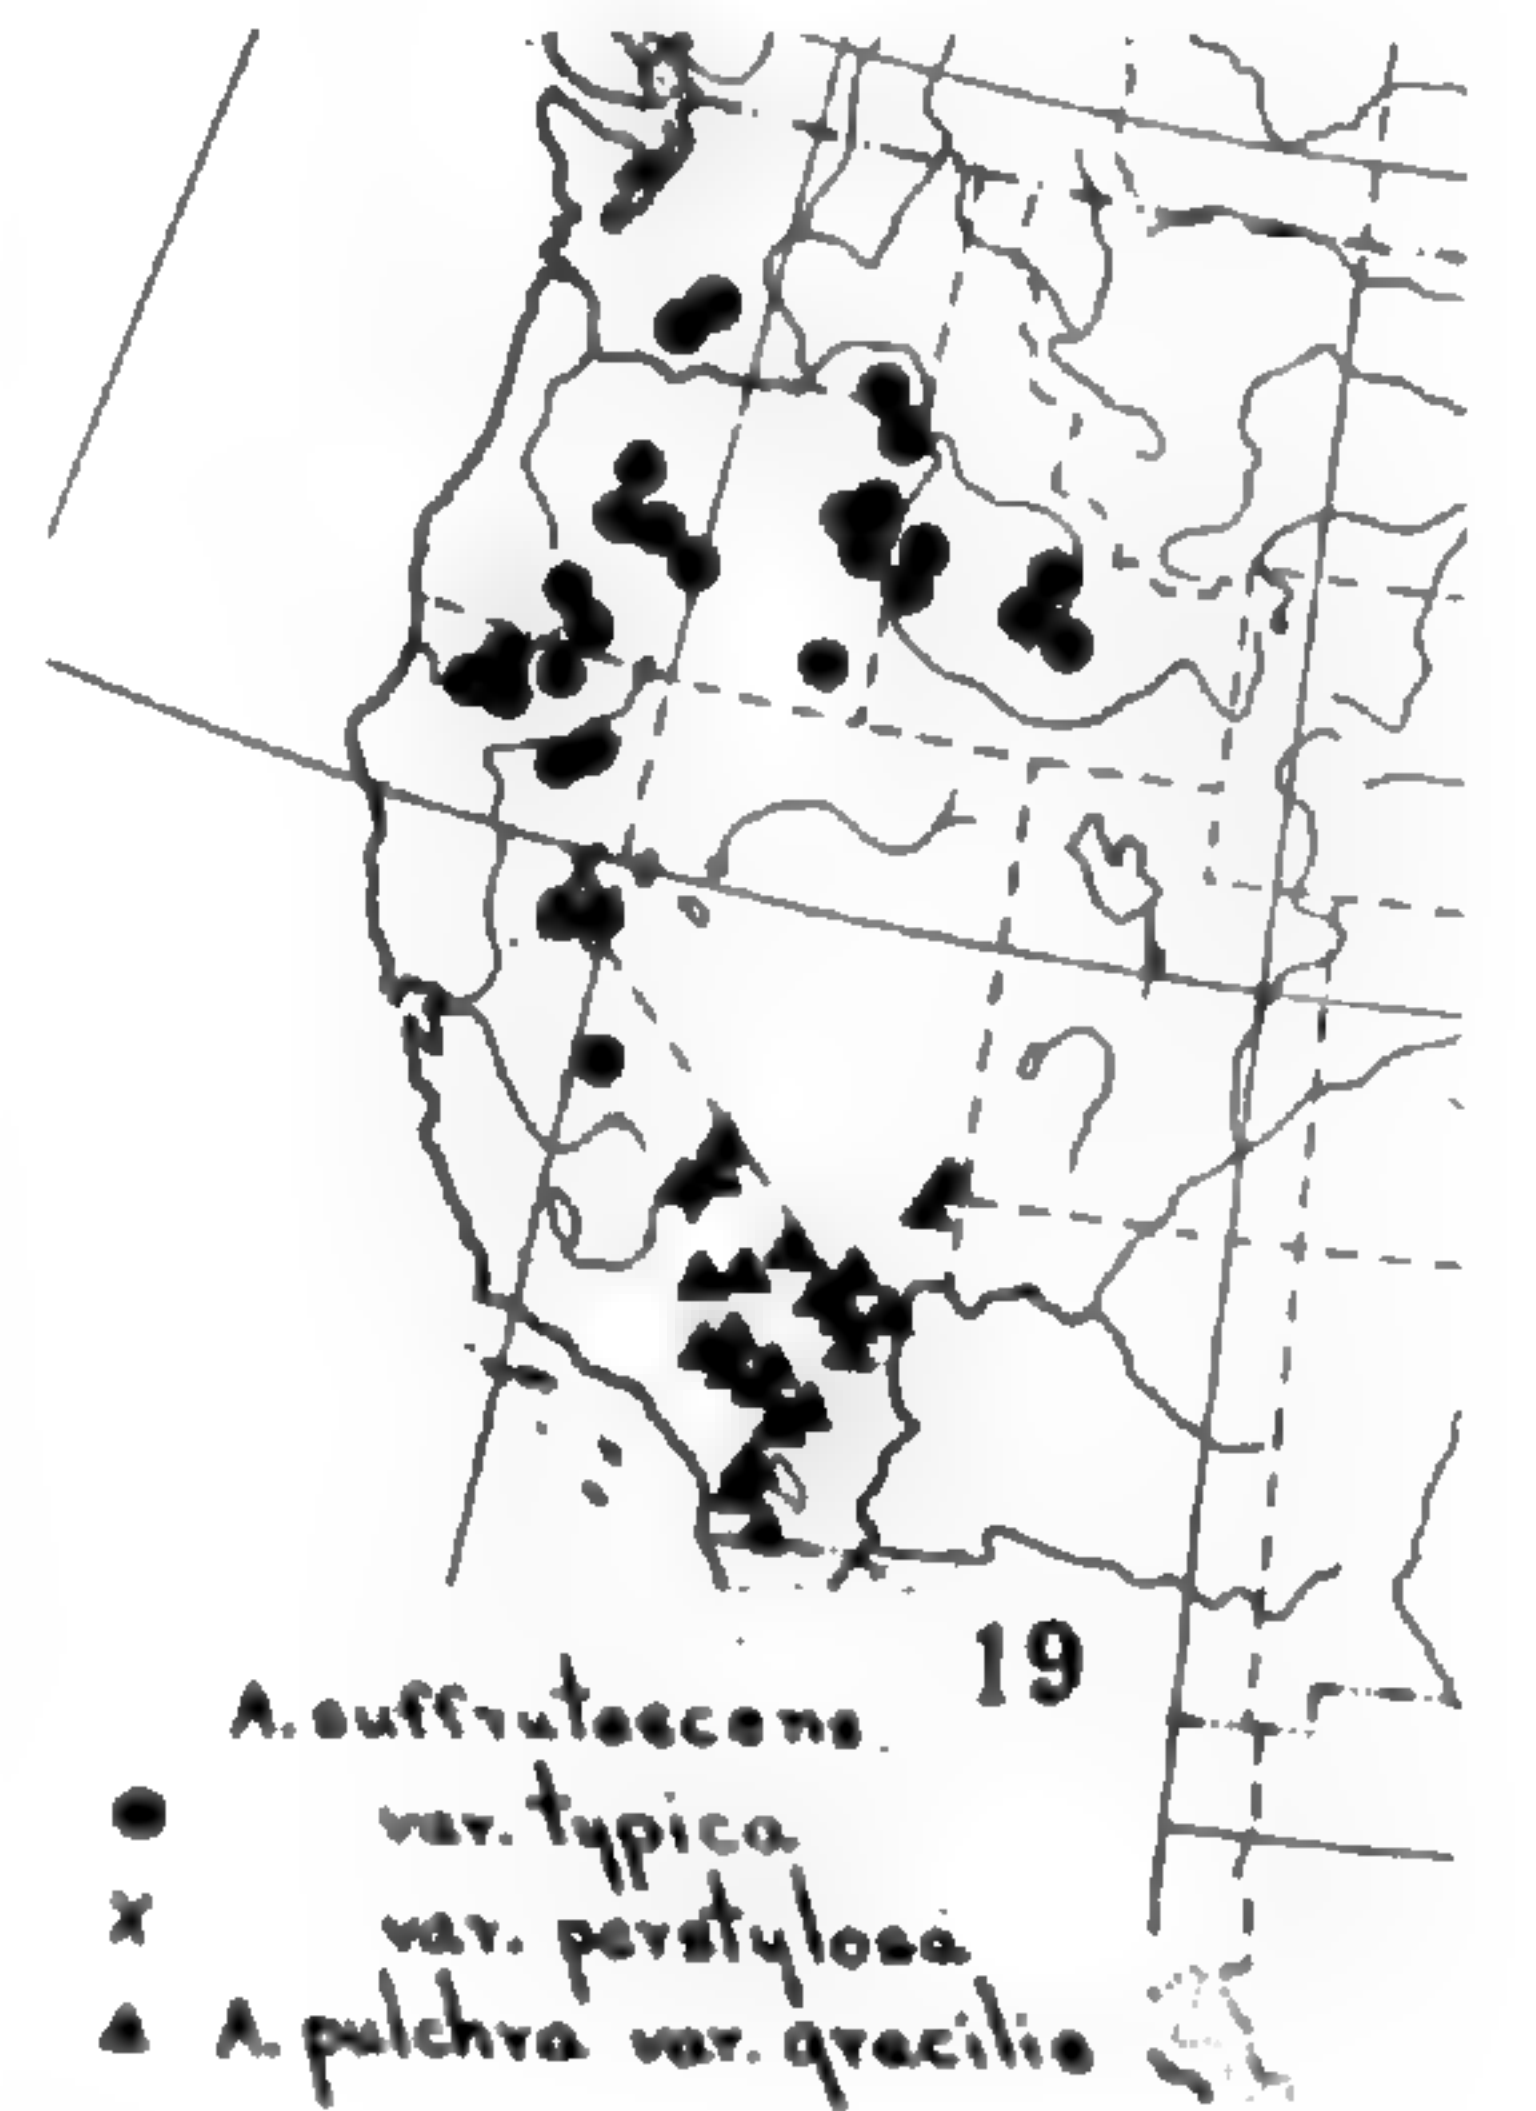 19
A. suffrutescens
var. typica
var. perstylosa
A. pulchra var. gracilis